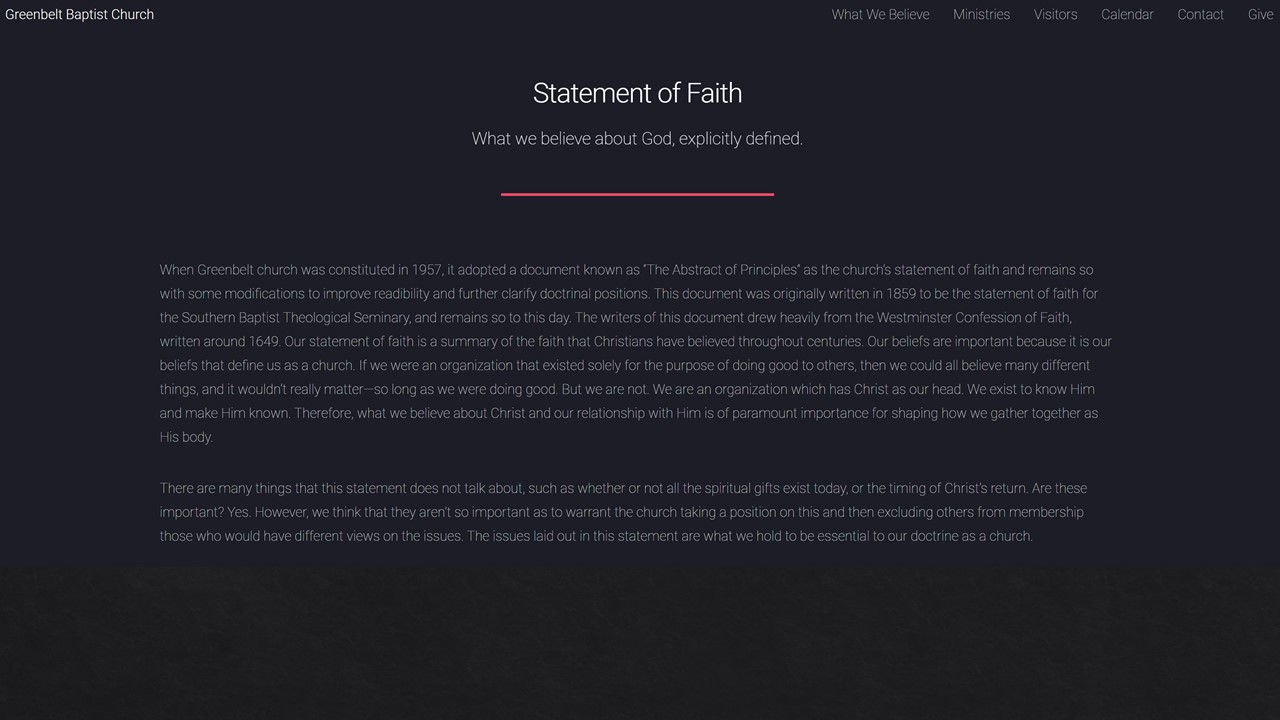 Greenbelt Baptist Church
What We Believe Ministries Visitors Calendar Contact Give
Statement of Faith
What we believe about God, explicitly defined.
When Greenbelt church was constituted in 1957, it adopted a document known as "The Abstract of Principles" as the church's statement of faith and remains so
with some modifications to improve readibility and further clarify doctrinal positions. This document was originally written in 1859 to be the statement of faith for
the Southern Baptist Theological Seminary, and remains so to this day. The writers of this document drew heavily from the Westminster Confession of Faith,
written around 1649. Our statement of faith is a summary of the faith that Christians have believed throughout centuries. Our beliefs are important because it is our
beliefs that define us as a church. If we were an organization that existed solely for the purpose of doing good to others, then we could all believe many different
things, and it wouldn't really matter—so long as we were doing good. But we are not. We are an organization which has Christ as our head. We exist to know Him
and make Him known. Therefore, what we believe about Christ and our relationship with Him is of paramount importance for shaping how we gather together as
His body.
There are many things that this statement does not talk about, such as whether or not all the spiritual gifts exist today, or the timing of Christ's return. Are these
important? Yes. However, we think that they aren't so important as to warrant the church taking a position on this and then excluding others from membership
those who would have different views on the issues. The issues laid out in this statement are what we hold to be essential to our doctrine as a church.